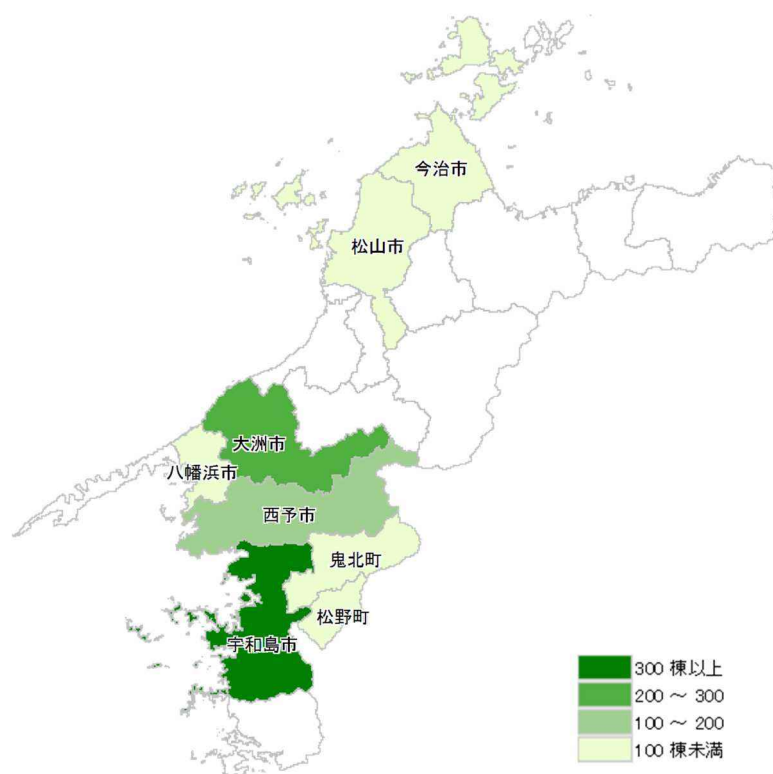 今治市
松山市
大洲市
八幡浜市
西予市
鬼北町
松野町
宇和島市
300 棟以上
200 ～ 300
100 ～ 200
100 棟未満